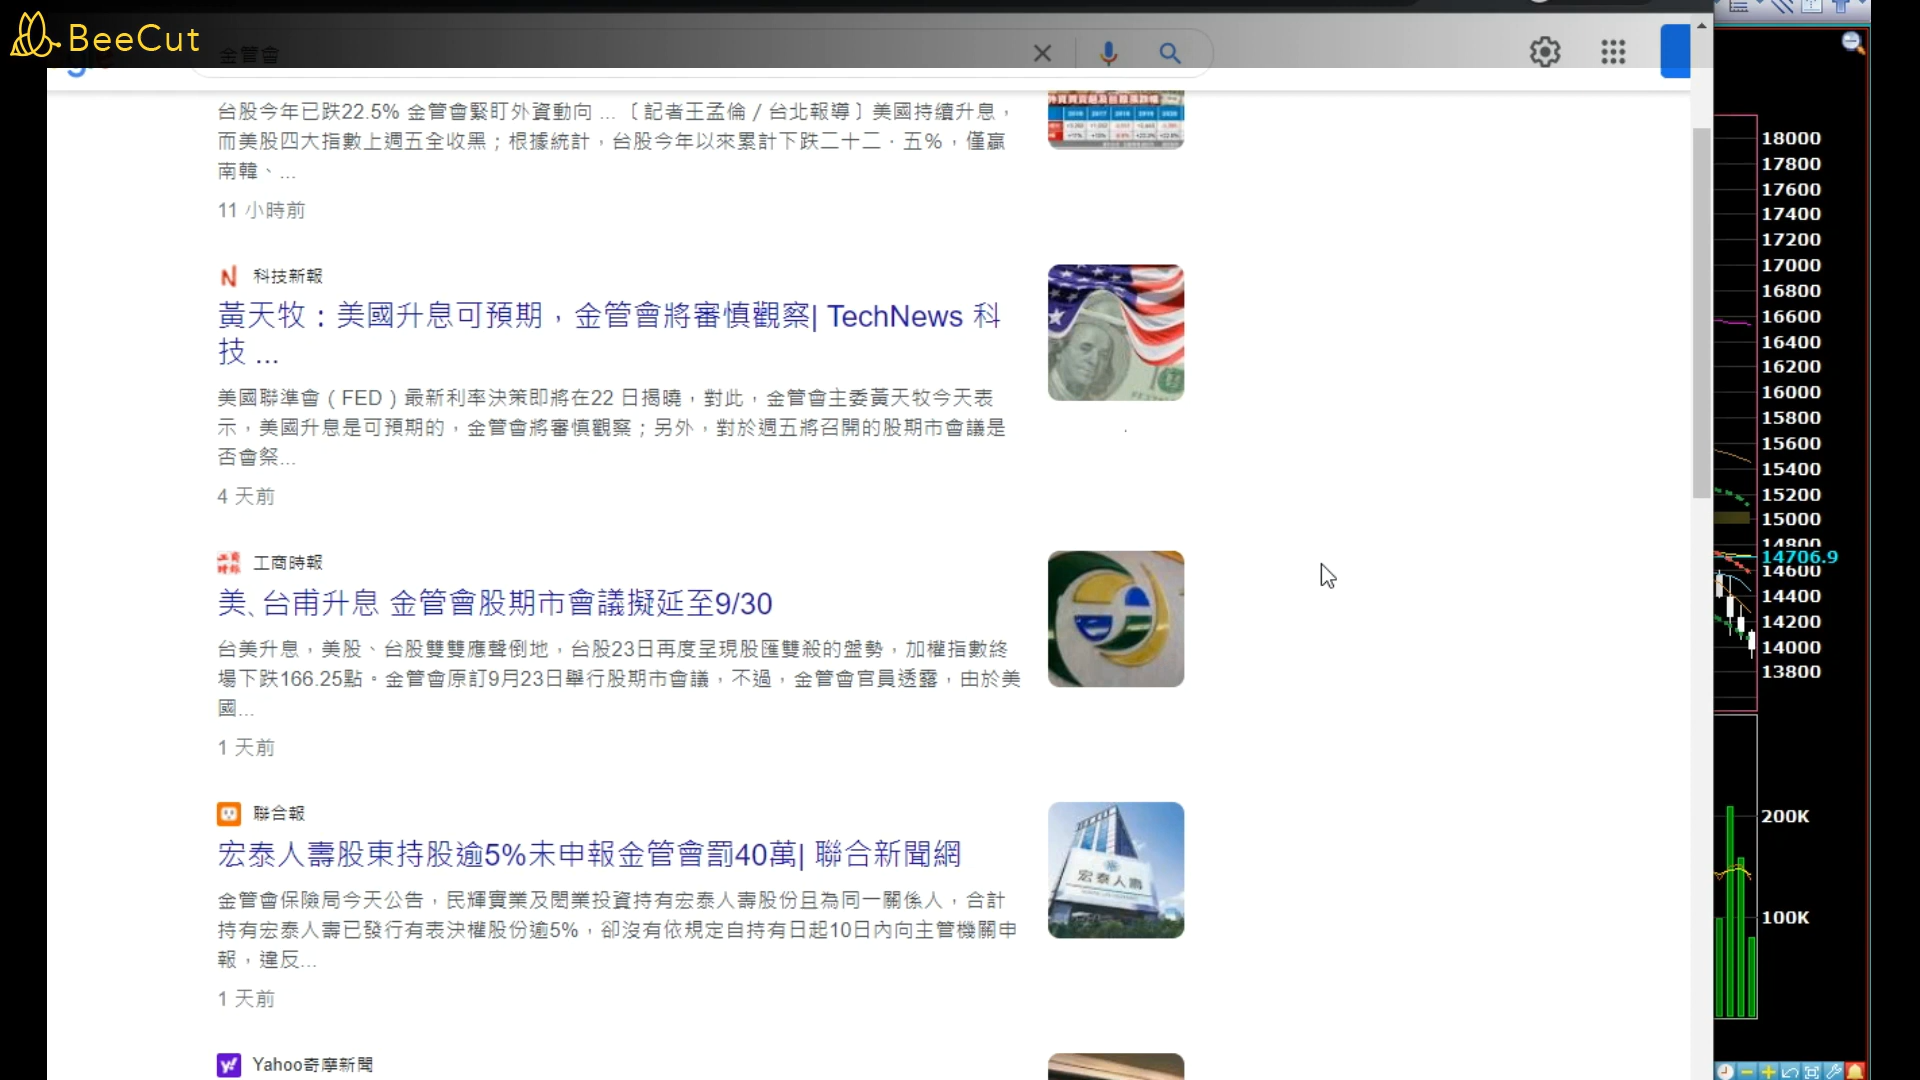 BeeCut
金管會
台股今年已跌22.5% 金管會緊盯外資動向 ... 〔記者王孟倫／台北報導〕美國持續升息，
而美股四大指數上週五全收黑；根據統計，台股今年以來累計下跌二十二．五%，僅贏
南韓、...
11 小時前
科技新報
黃天牧：美國升息可預期，金管會將審慎觀察| TechNews 科
技 ...
美國聯準會（FED）最新利率決策即將在22 日揭曉，對此，金管會主委黃天牧今天表
示，美國升息是可預期的，金管會將審慎觀察；另外，對於週五將召開的股期市會議是
否會祭...
4 天前
工商時報
美、台甫升息 金管會股期市會議擬延至9/30
台美升息，美股、台股雙雙應聲倒地，台股23日再度呈現股匯雙殺的盤勢，加權指數終
場下跌166.25點。金管會原訂9月23日舉行股期市會議，不過，金管會官員透露，由於美
國...
1 天前
聯合報
宏泰人壽股東持股逾5%未申報金管會罰40萬| 聯合新聞網
宏泰人壽
金管會保險局今天公告，民輝實業及閎業投資持有宏泰人壽股份且為同一關係人，合計
持有宏泰人壽已發行有表決權股份逾5%，卻沒有依規定自持有日起10日內向主管機關申
報，違反...
1 天前
Yahoo奇摩新聞
18000
17800
17600
17400
17200
17000
16800
16600
16400
16200
16000
15800
15600
15400
15200
15000
14800
14706.9
14600
14400
14200
14000
13800
200K
100K